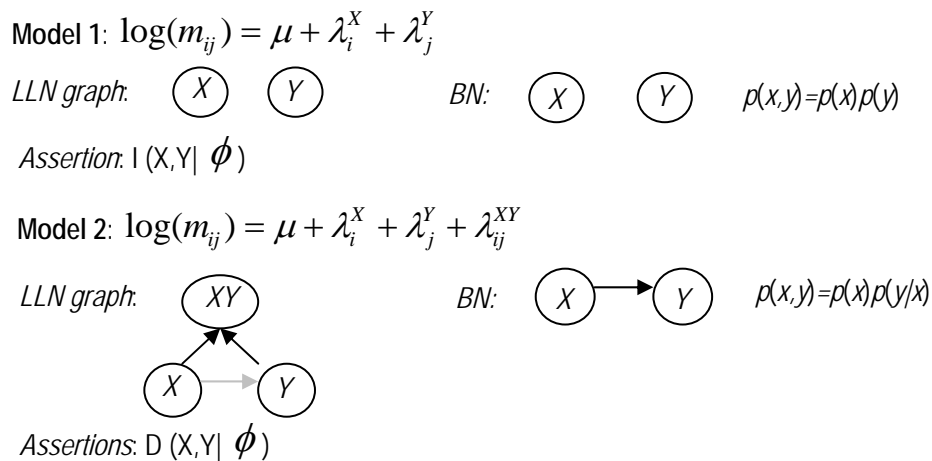 Model 1: log(m_ij) = μ + λ_i^X + λ_j^Y
LLN graph: X Y BN: X Y p(x,y)=p(x)p(y)
Assertion: I (X,Y| ϕ)
Model 2: log(m_ij) = μ + λ_i^X + λ_j^Y + λ_ij^XY
LLN graph: XY BN: X Y p(x,y)=p(x)p(y/x)
X Y
Assertions: D (X,Y| ϕ)